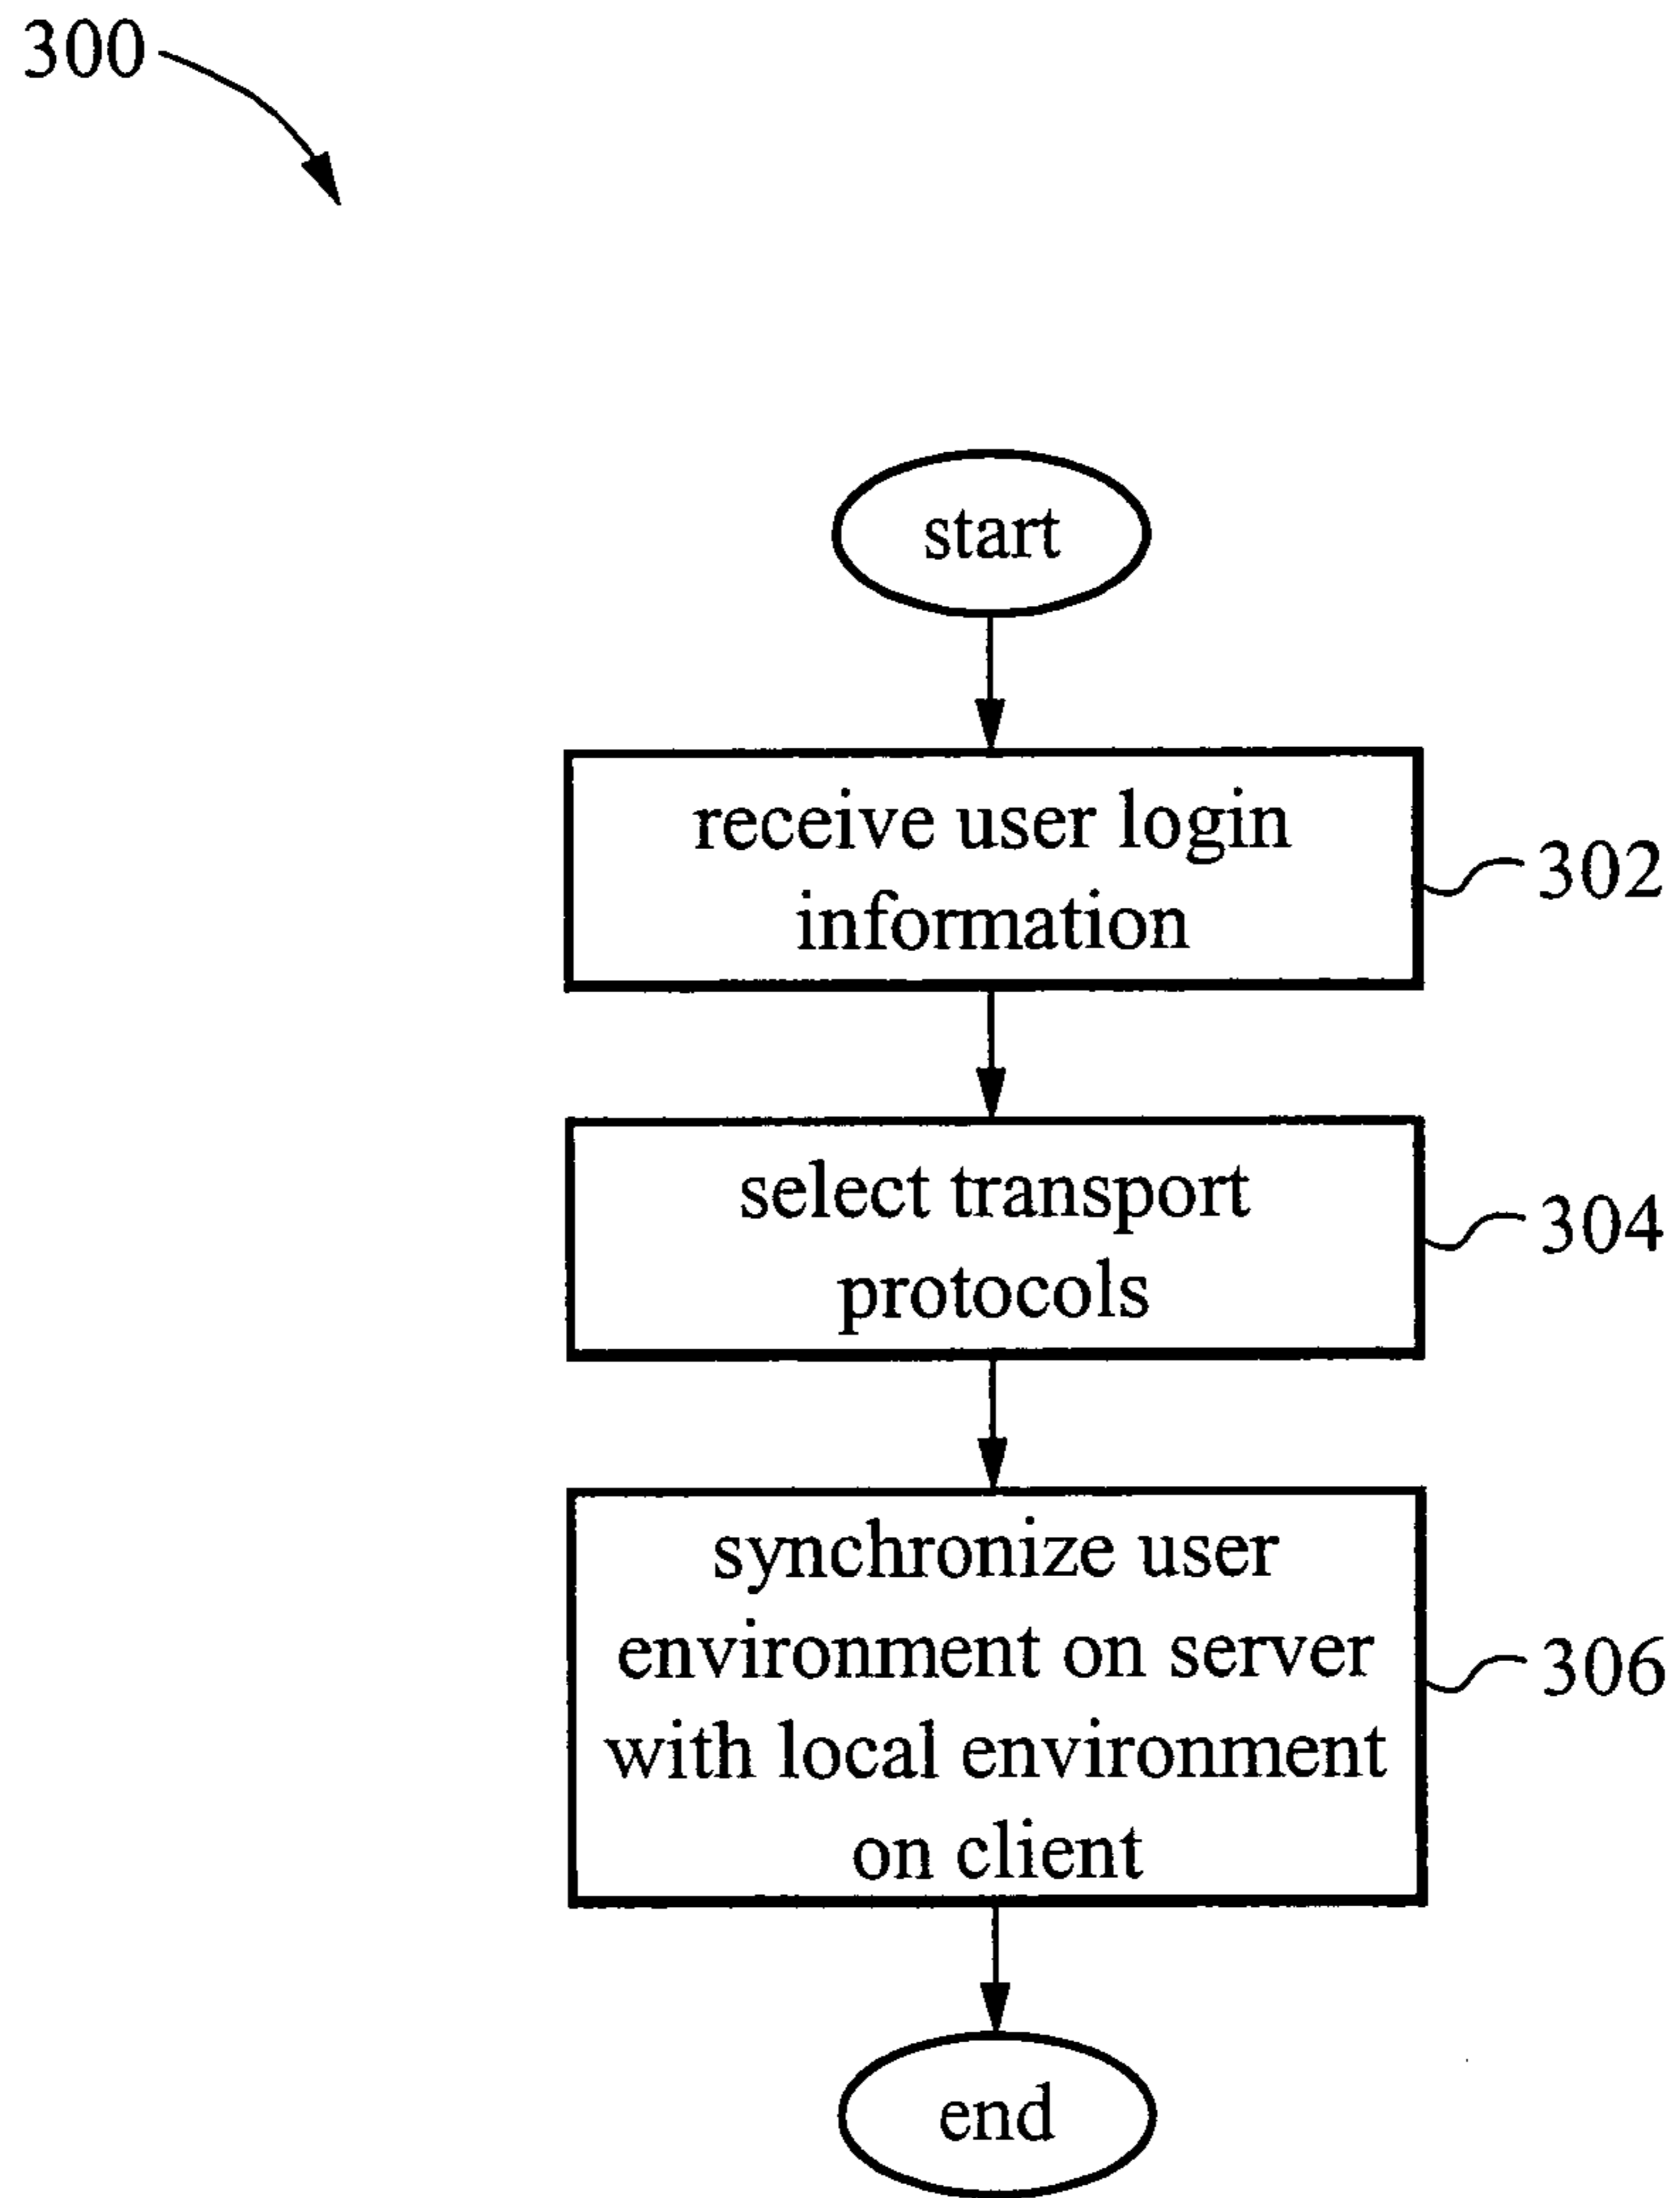 300
start
receive user login
information
302
select transport
protocols
304
synchronize user
environment on server
with local environment
on client
306
end